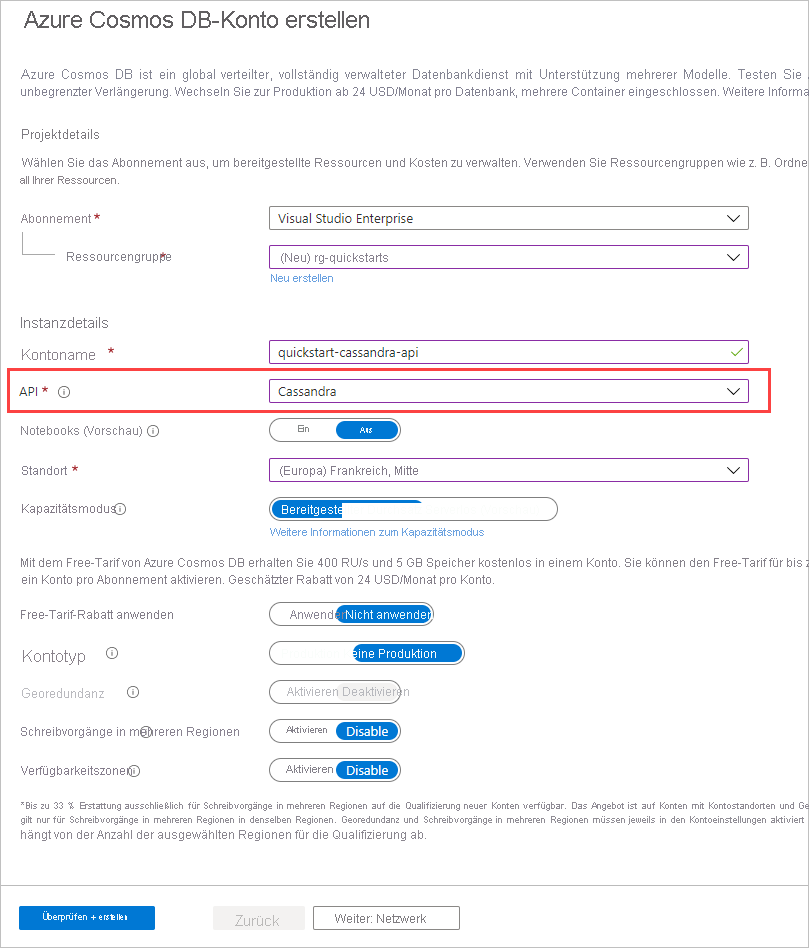 Azure Cosmos DB-Konto erstellen
Azure Cosmos DB ist ein global verteilter, vollständig verwalteter Datenbankdienst mit Unterstützung mehrerer Modelle. Testen Sie
unbegrenzter Verlängerung. Wechseln Sie zur Produktion ab 24 USD/Monat pro Datenbank, mehrere Container eingeschlossen. Weitere Informa
Projektdetails
Wählen Sie das Abonnement aus, um bereitgestellte Ressourcen und Kosten zu verwalten. Verwenden Sie Ressourcengruppen wie z. B. Ordne
all Ihrer Ressourcen.
Abonnement * Visual Studio Enterprise
Ressourcengruppe * (Neu) rg-quickstarts
Neu erstellen
Instanzdetails
Kontoname * quickstart-cassandra-api
API * Cassandra
Notebooks (Vorschau) Ein Aus
Standort * (Europa) Frankreich, Mitte
Kapazitätsmodus Bereitgeste
Weitere Informationen zum Kapazitätsmodus
Mit dem Free-Tarif von Azure Cosmos DB erhalten Sie 400 RU/s und 5 GB Speicher kostenlos in einem Konto. Sie können den Free-Tarif für bis z
ein Konto pro Abonnement aktivieren. Geschätzter Rabatt von 24 USD/Monat pro Konto.
Free-Tarif-Rabatt anwenden Anwenden Nicht anwenden
Kontotyp eine Produktion
Georedundanz Aktivieren Deaktivieren
Schreibvorgänge in mehreren Regionen Aktivieren Disable
Verfügbarkeitszonen Aktivieren Disable
*Bis zu 33 % Erstattung ausschließlich für Schreibvorgänge in mehreren Regionen auf die Qualifizierung neuer Konten verfügbar. Das Angebot ist auf Konten mit Kontostandorten und Ge
gilt nur für Schreibvorgänge in mehreren Regionen in denselben Regionen. Georedundanz und Schreibvorgänge in mehreren Regionen müssen jeweils in den Kontoeinstellungen aktiviert
hängt von der Anzahl der ausgewählten Regionen für die Qualifizierung ab.
Überprüfen + erstellen Zurück Weiter: Netzwerk